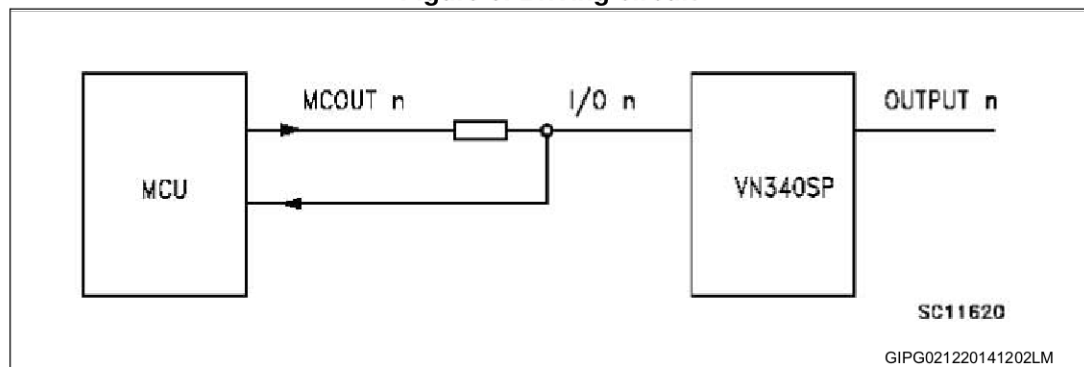 MCOUT n
I/O n
OUTPUT n
MCU
VN340SP
SC11620
GIPG021220141202LM